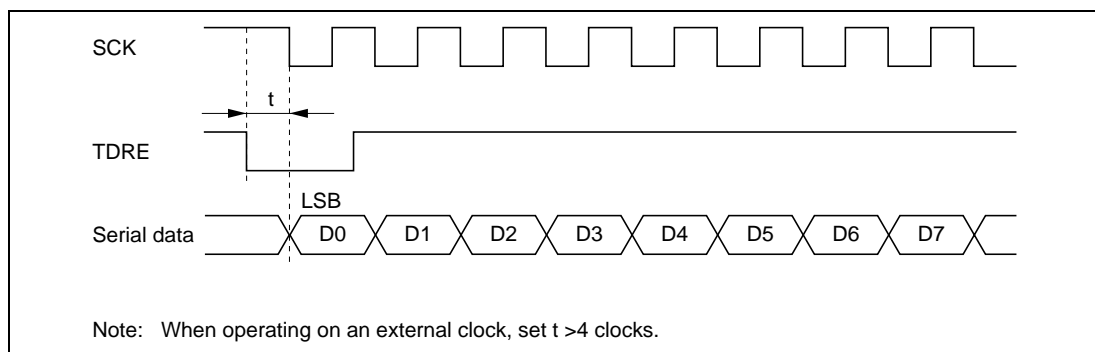 SCK
t
TDRE
LSB
Serial data D0 D1 D2 D3 D4 D5 D6 D7
Note: When operating on an external clock, set t >4 clocks.